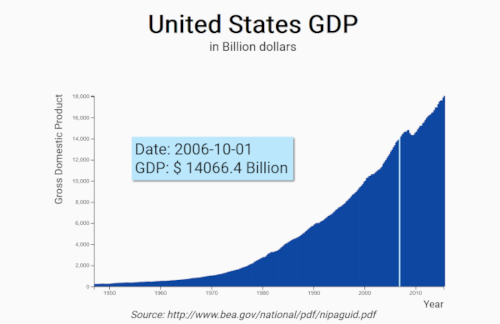 United States GDP
in Billion dollars
Gross Domestic Product
18,000
16,000
14,000
12,000
10,000
8,000
6,000
4,000
2,000
0
Date: 2006-10-01
GDP: $ 14066.4 Billion
1950 1960 1970 1980 1990 2000 2010
Year
Source: http://www.bea.gov/national/pdf/nipaguid.pdf